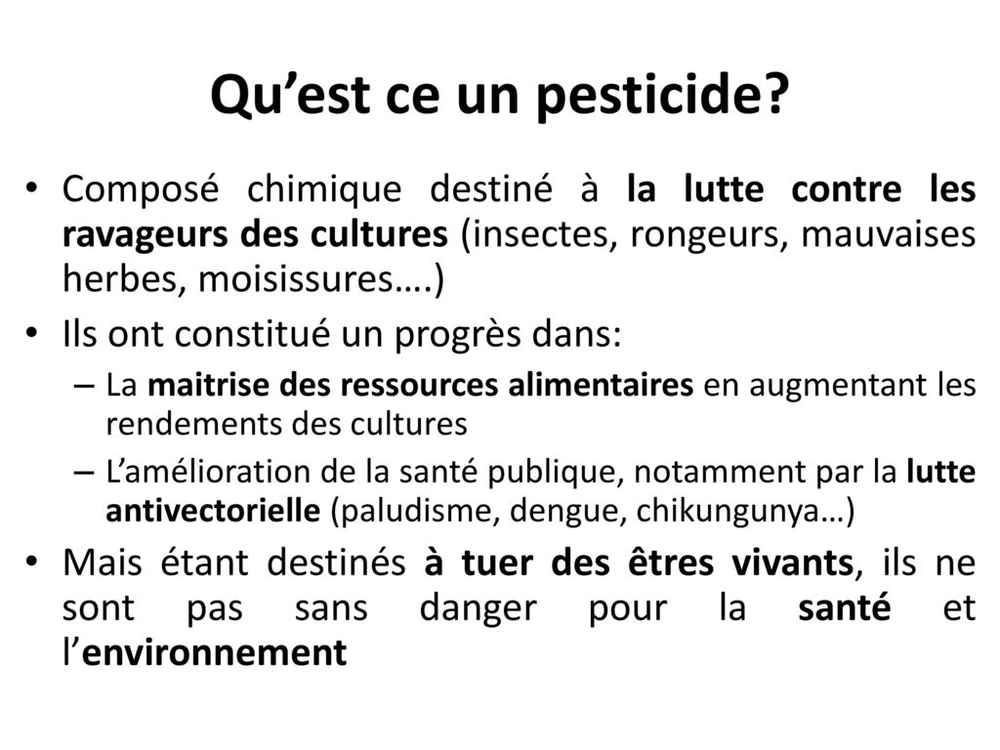 Qu’est ce un pesticide?
• Composé chimique destiné à la lutte contre les
ravageurs des cultures (insectes, rongeurs, mauvaises
herbes, moisissures….)
• Ils ont constitué un progrès dans:
– La maitrise des ressources alimentaires en augmentant les
rendements des cultures
– L’amélioration de la santé publique, notamment par la lutte
antivectorielle (paludisme, dengue, chikungunya…)
• Mais étant destinés à tuer des êtres vivants, ils ne
sont pas sans danger pour la santé et
l’environnement